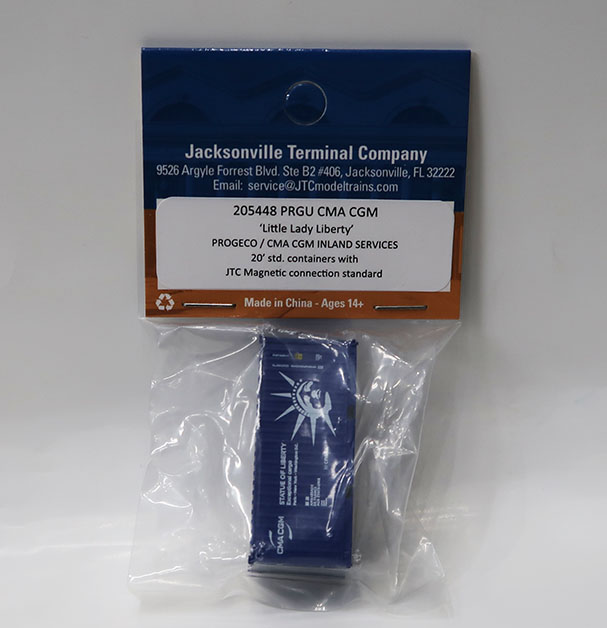 Jacksonville Terminal Company
9526 Argyle Forrest Blvd. Ste B2 #406, Jacksonville, FL 32222
Email: service@JTCmodeltrains.com
205448 PRGU CMA CGM
‘Little Lady Liberty’
PROGECO / CMA CGM INLAND SERVICES
20’ std. containers with
JTC Magnetic connection standard
Made in China - Ages 14+
CMA CGM
STATUE OF LIBERTY
Exceptional cargo